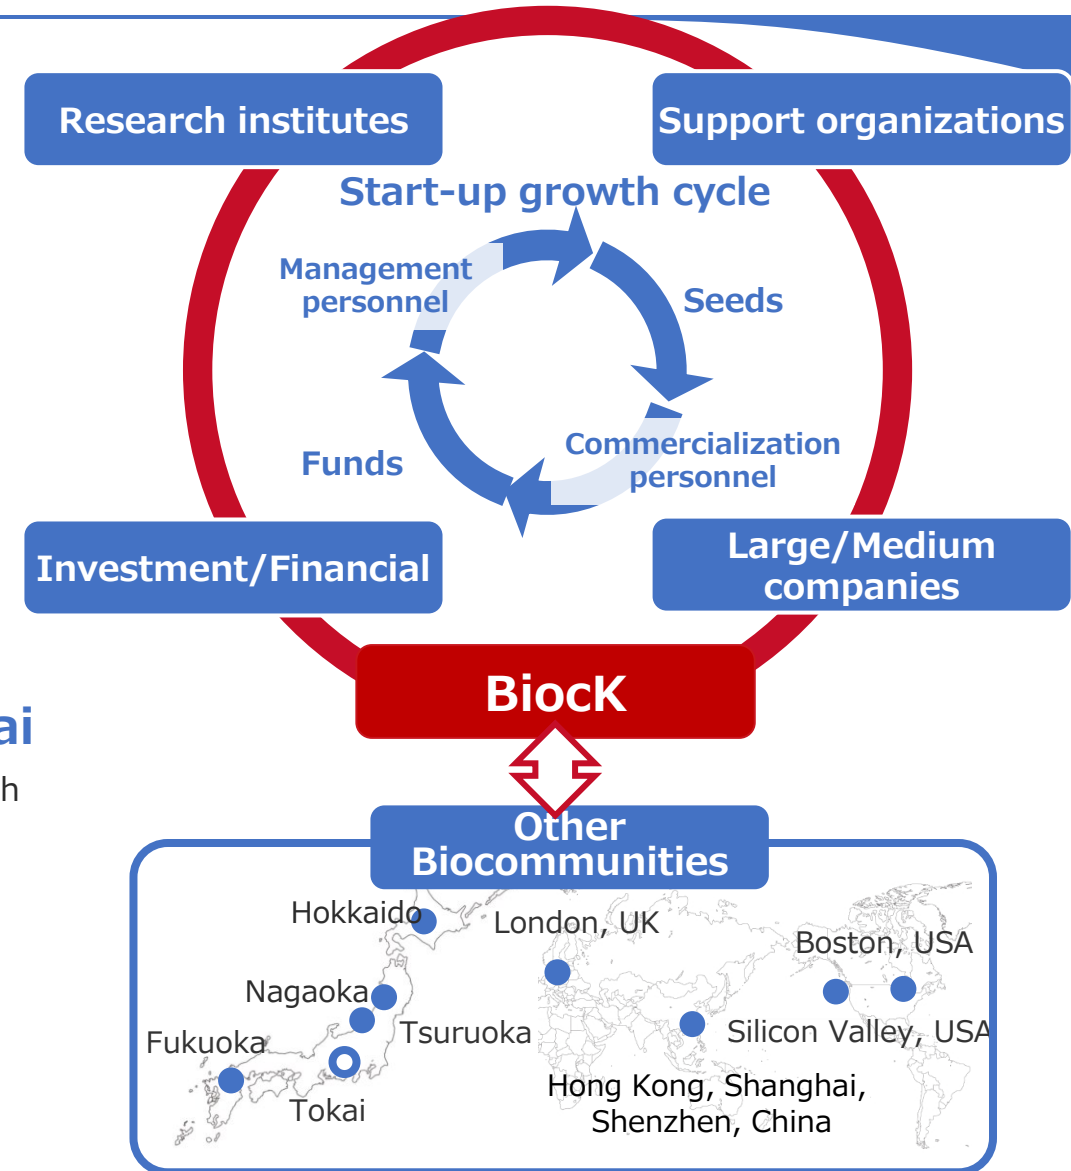 Research institutes
Support organizations
Start-up growth cycle
Management
personnel
Seeds
Funds
Commercialization
personnel
Investment/Financial
Large/Medium
companies
BiocK
ai
h
Other
Biocommunities
Hokkaido
London, UK
Boston, USA
Nagaoka
Tsuruoka
Silicon Valley, USA
Fukuoka
Tokai
Hong Kong, Shanghai,
Shenzhen, China